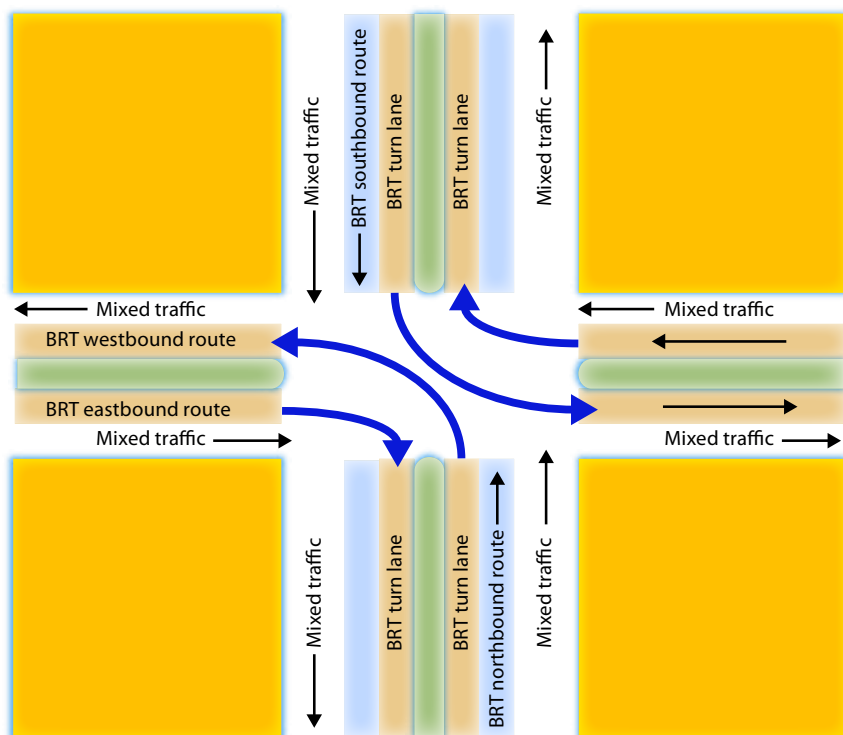 Mixed traffic
BRT southbound route
BRT turn lane
BRT turn lane
Mixed traffic
Mixed traffic
Mixed traffic
BRT westbound route
BRT eastbound route
Mixed traffic
Mixed traffic
Mixed traffic
BRT turn lane
BRT turn lane
BRT northbound route
Mixed traffic